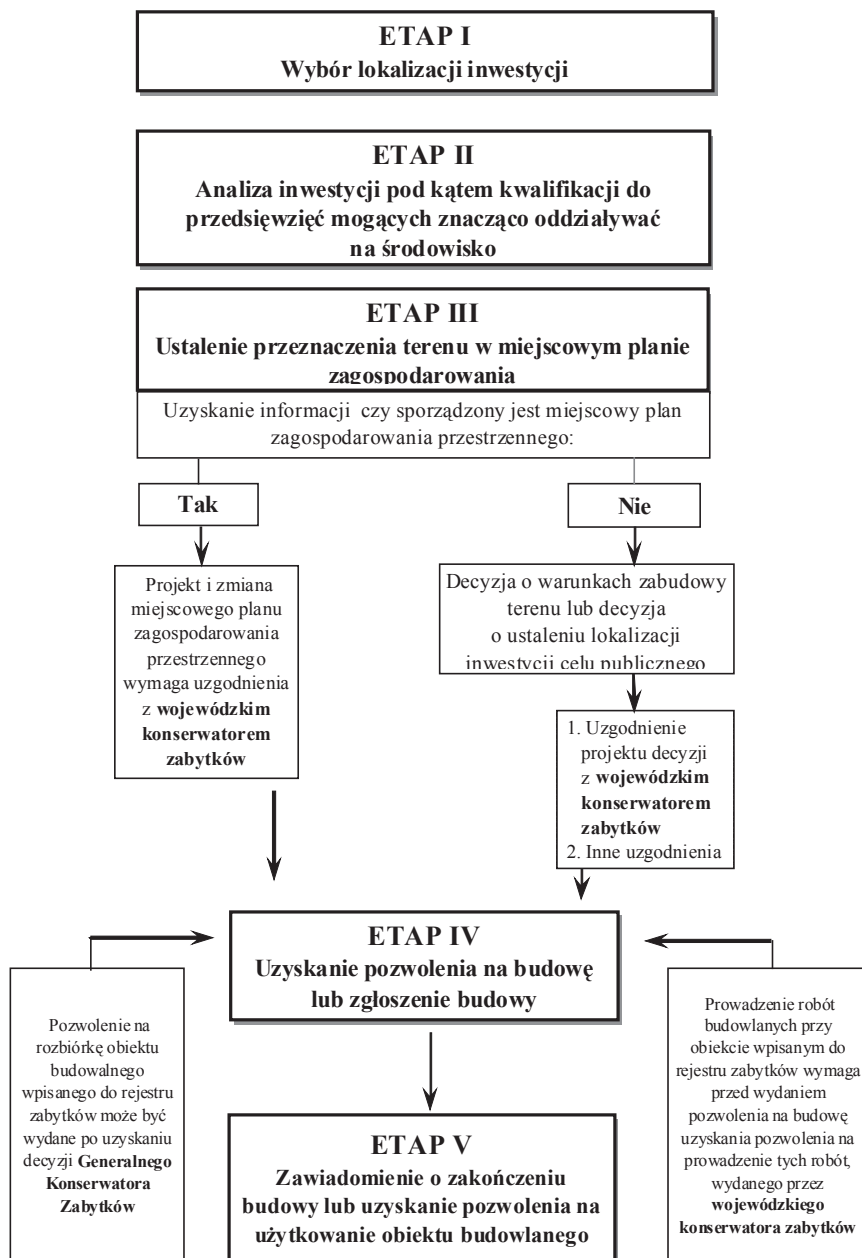 ETAP I
Wybór lokalizacji inwestycji
ETAP II
Analiza inwestycji pod kątem kwalifikacji do
przedsięwzięć mogących znacząco oddziaływać
na środowisko
ETAP III
Ustalenie przeznaczenia terenu w miejscowym planie
zagospodarowania
Uzyskanie informacji czy sporządzony jest miejscowy plan
zagospodarowania przestrzennego:
Tak
Nie
Projekt i zmiana
miejscowego planu
zagospodarowania
przestrzennego
wymaga uzgodnienia
z wojewódzkim
konserwatorem
zabytków
Decyzja o warunkach zabudowy
terenu lub decyzja
o ustaleniu lokalizacji
inwestycji celu publicznego
1. Uzgodnienie
projektu decyzji
z wojewódzkim
konserwatorem
zabytków
2. Inne uzgodnienia
ETAP IV
Uzyskanie pozwolenia na budowę
lub zgłoszenie budowy
Pozwolenie na
rozbiórkę obiektu
budowalnego
wpisanego do rejestru
zabytków może być
wydane po uzyskaniu
decyzji Generalnego
Konserwatora
Zabytków
Prowadzenie robót
budowlanych przy
obiekcie wpisanym do
rejestru zabytków wymaga
przed wydaniem
pozwolenia na budowę
uzyskania pozwolenia na
prowadzenie tych robót,
wydanego przez
wojewódzkiego
konserwatora zabytków
ETAP V
Zawiadomienie o zakończeniu
budowy lub uzyskanie pozwolenia na
użytkowanie obiektu budowlanego